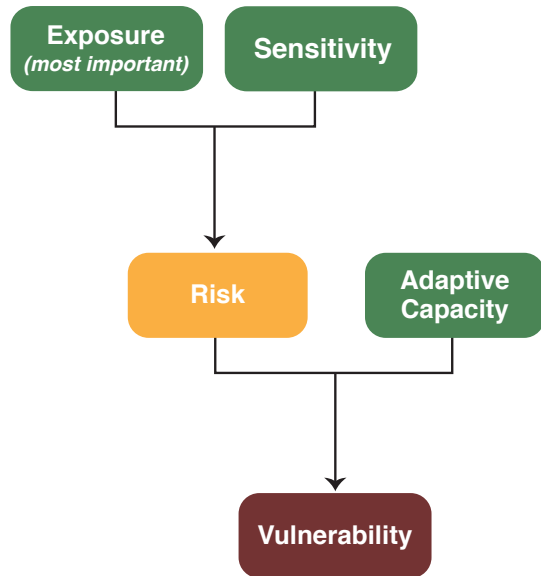 Exposure
(most important)
Sensitivity
Risk
Adaptive
Capacity
Vulnerability